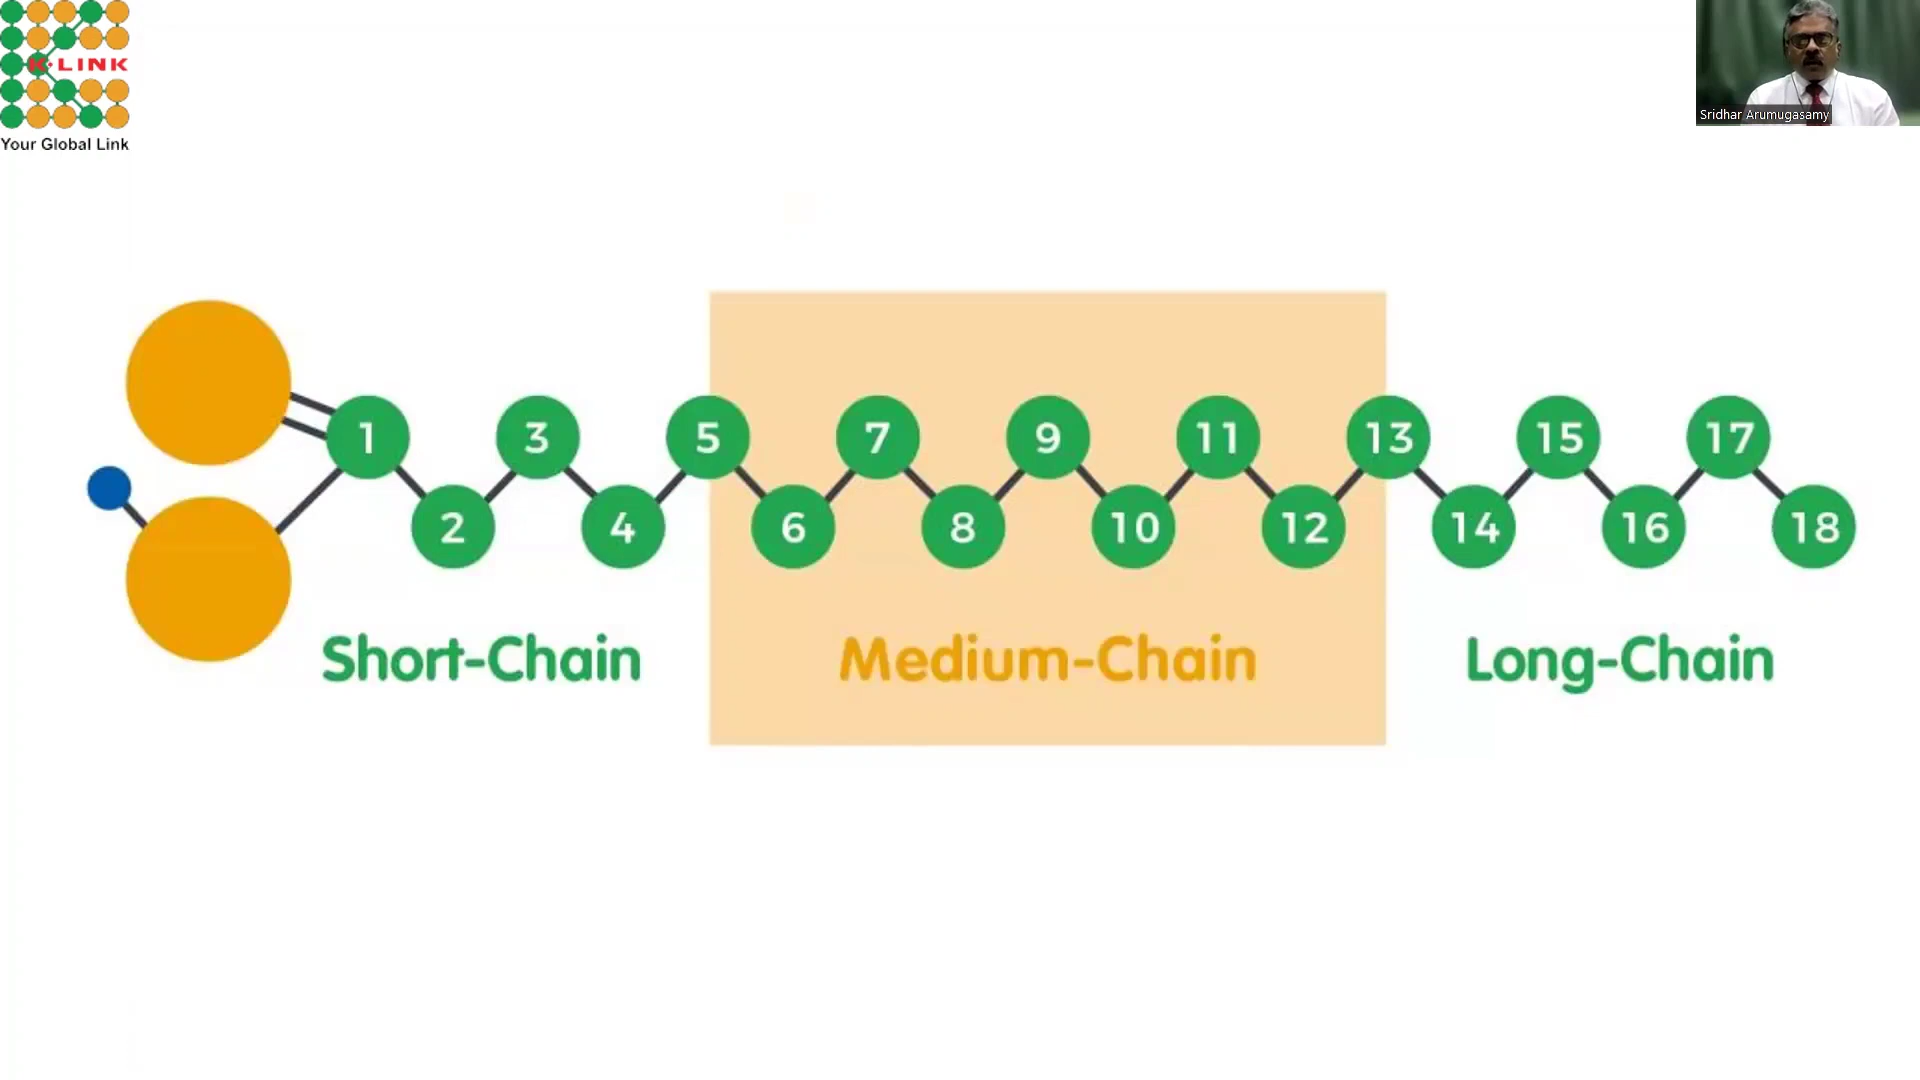 K·LINK
Your Global Link
Sridhar Arumugasamy
1 3 5 7 9 11 13 15 17
2 4 6 8 10 12 14 16 18
Short-Chain Medium-Chain Long-Chain